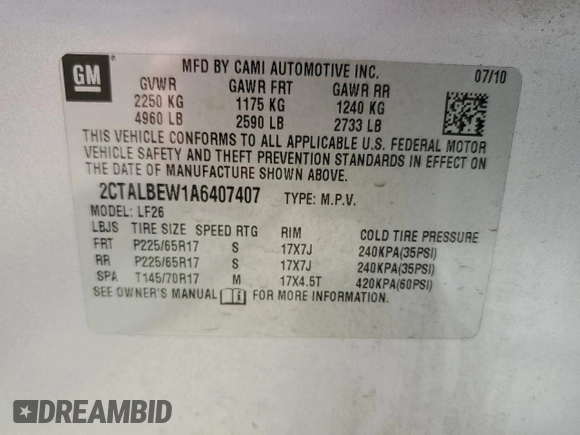 GM
MFD BY CAMI AUTOMOTIVE INC.
07/10
GVWR GAWR FRT GAWR RR
2250 KG 1175 KG 1240 KG
4960 LB 2590 LB 2733 LB
THIS VEHICLE CONFORMS TO ALL APPLICABLE U.S. FEDERAL MOTOR
VEHICLE SAFETY AND THEFT PREVENTION STANDARDS IN EFFECT ON
THE DATE OF MANUFACTURE SHOWN ABOVE.
2CTALBEW1A6407407 TYPE: M.P.V.
MODEL: LF26
LBJS TIRE SIZE SPEED RTG RIM COLD TIRE PRESSURE
FRT P225/65R17 S 17X7J 240KPA(35PSI)
RR P225/65R17 S 17X7J 240KPA(35PSI)
SPA T145/70R17 M 17X4.5T 420KPA(60PSI)
SEE OWNER'S MANUAL FOR MORE INFORMATION.
DREAMBID